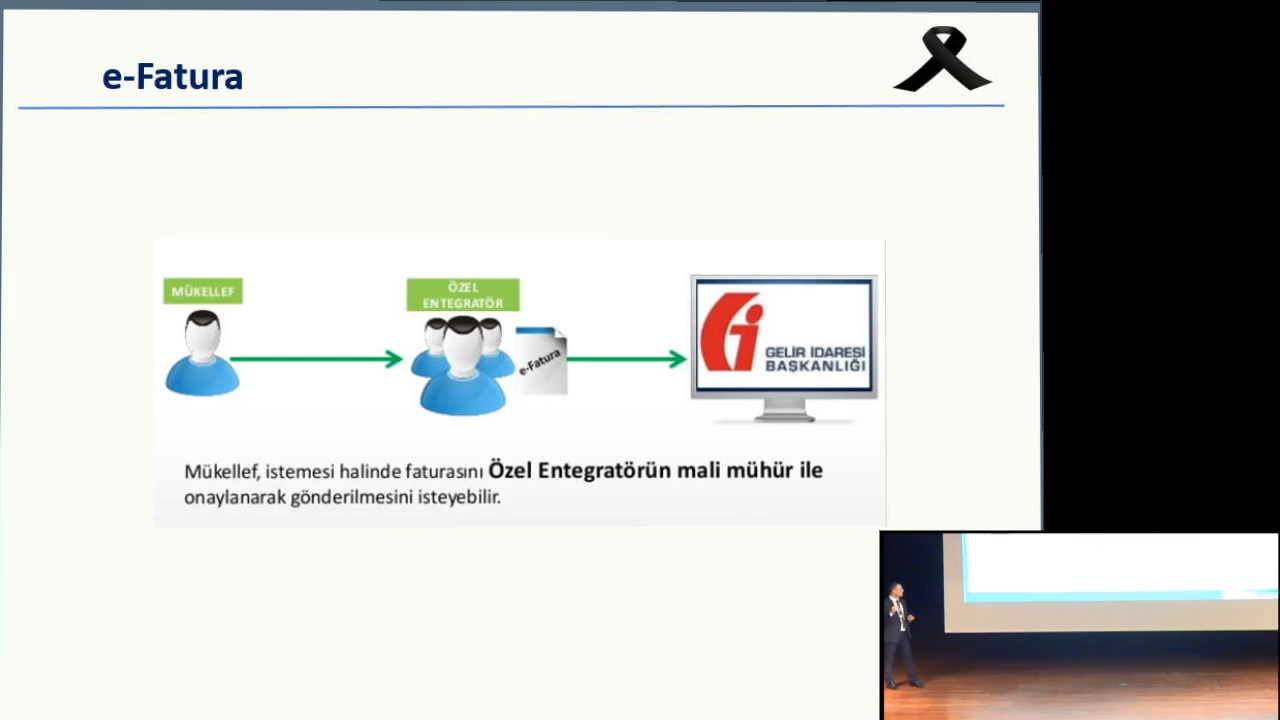 e-Fatura
MÜKELLEF
ÖZEL
ENTEGRATÖR
e-Fatura
GELİR İDARESİ
BAŞKANLIĞI
Mükellef, istemesi halinde faturasını Özel Entegratörün mali mühür ile
onaylanarak gönderilmesini isteyebilir.